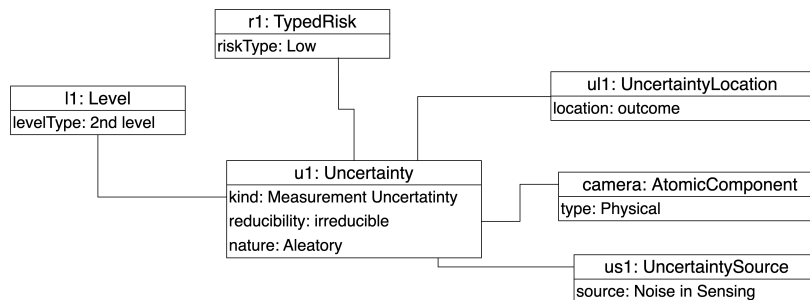 r1: TypedRisk
riskType: Low
ul1: UncertaintyLocation
location: outcome
l1: Level
levelType: 2nd level
u1: Uncertainty
kind: Measurement Uncertatinty
reducibility: irreducible
nature: Aleatory
camera: AtomicComponent
type: Physical
us1: UncertaintySource
source: Noise in Sensing